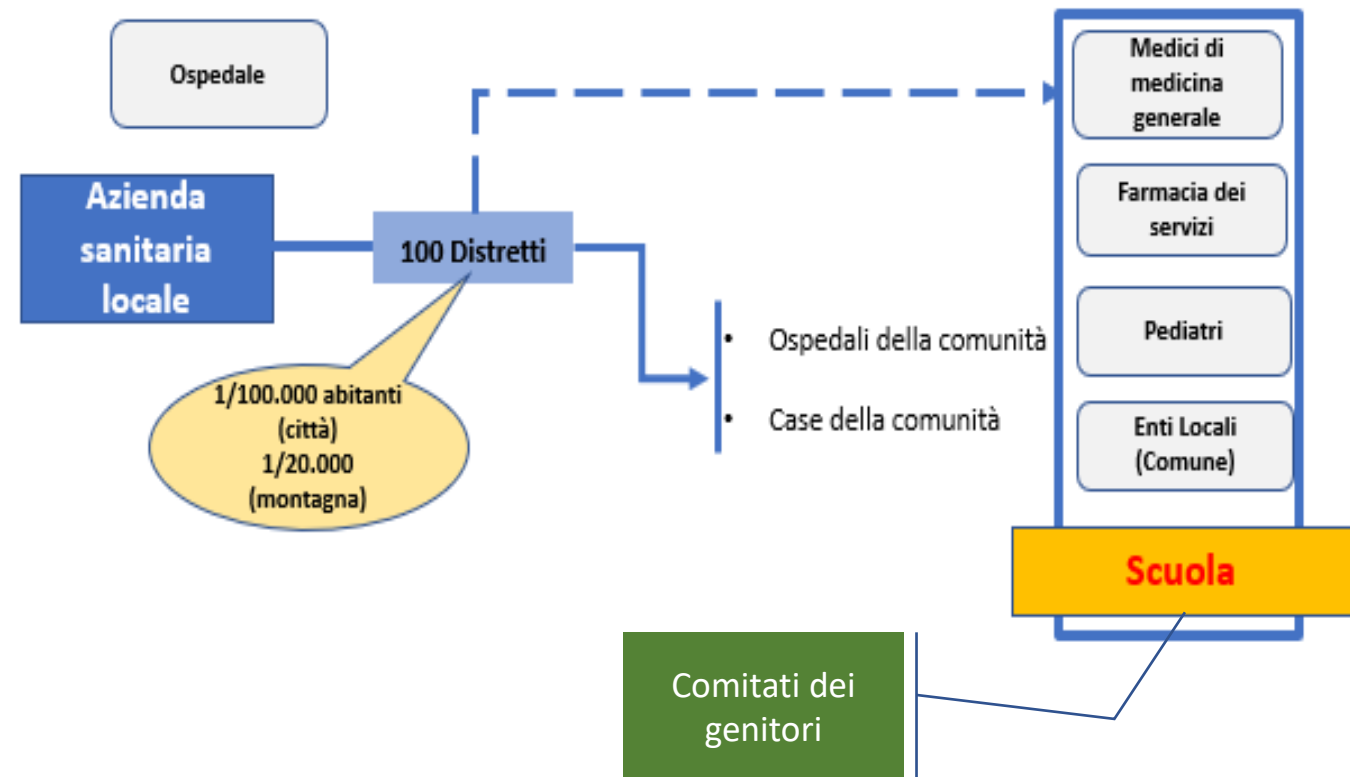 Ospedale
Azienda
sanitaria
locale
100 Distretti
1/100.000 abitanti
(città)
1/20.000
(montagna)
• Ospedali della comunità
• Case della comunità
Medici di
medicina
generale
Farmacia dei
servizi
Pediatri
Enti Locali
(Comune)
Scuola
Comitati dei
genitori